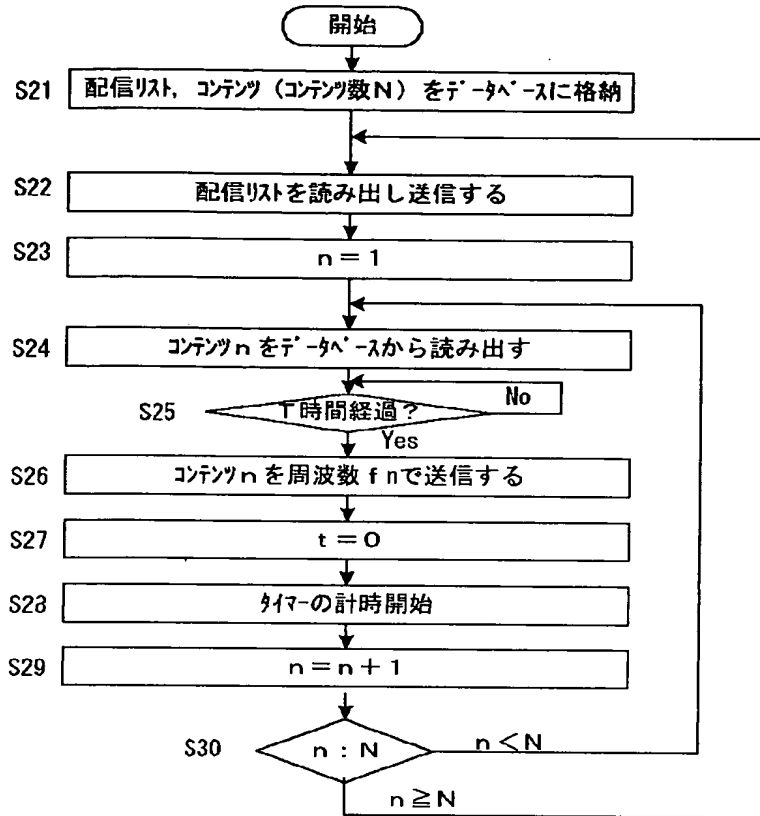 開始
S21 配信リスト, コンテンツ (コンテンツ数N) をデータベースに格納
S22 配信リストを読み出し送信する
S23 n=1
S24 コンテンツnをデータベースから読み出す
S25 T時間経過? No
Yes
S26 コンテンツnを周波数fnで送信する
S27 t=0
S28 タイマーの計時開始
S29 n=n+1
S30 n:N n<N
n≧N